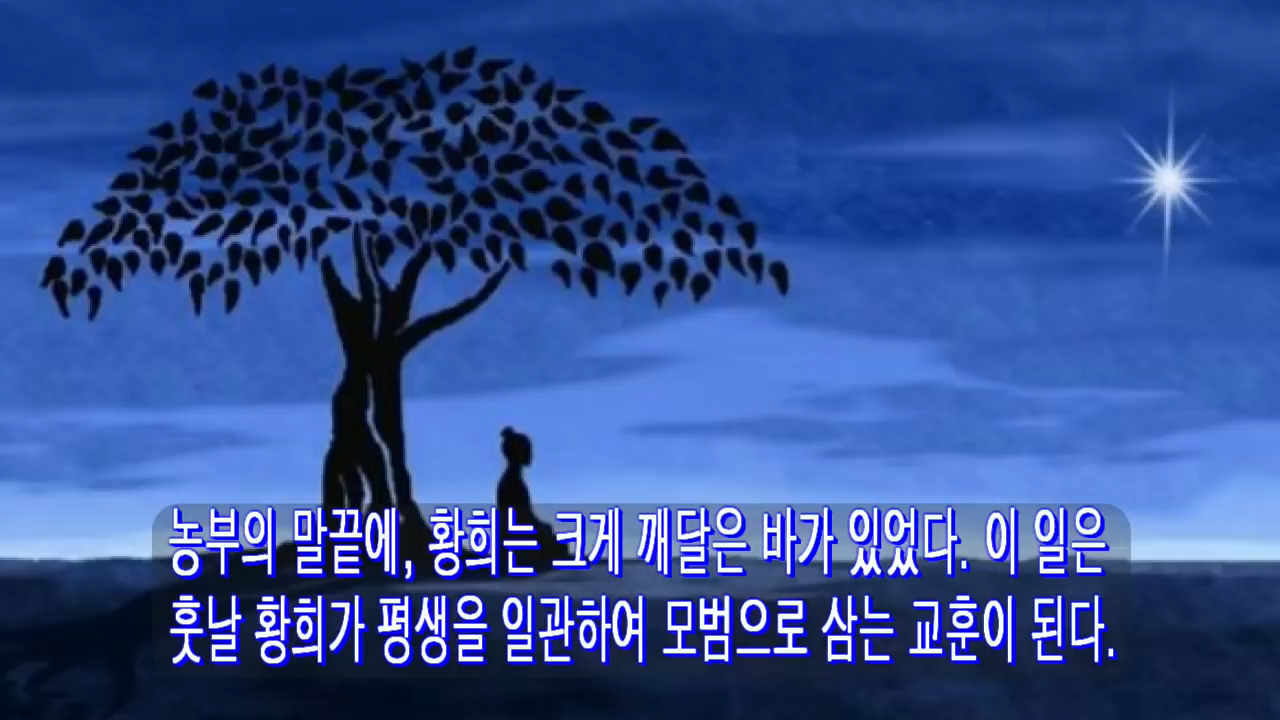 농부의 말끝에, 황희는 크게 깨달은 바가 있었다. 이 일은
훗날 황희가 평생을 일관하여 모범으로 삼는 교훈이 된다.